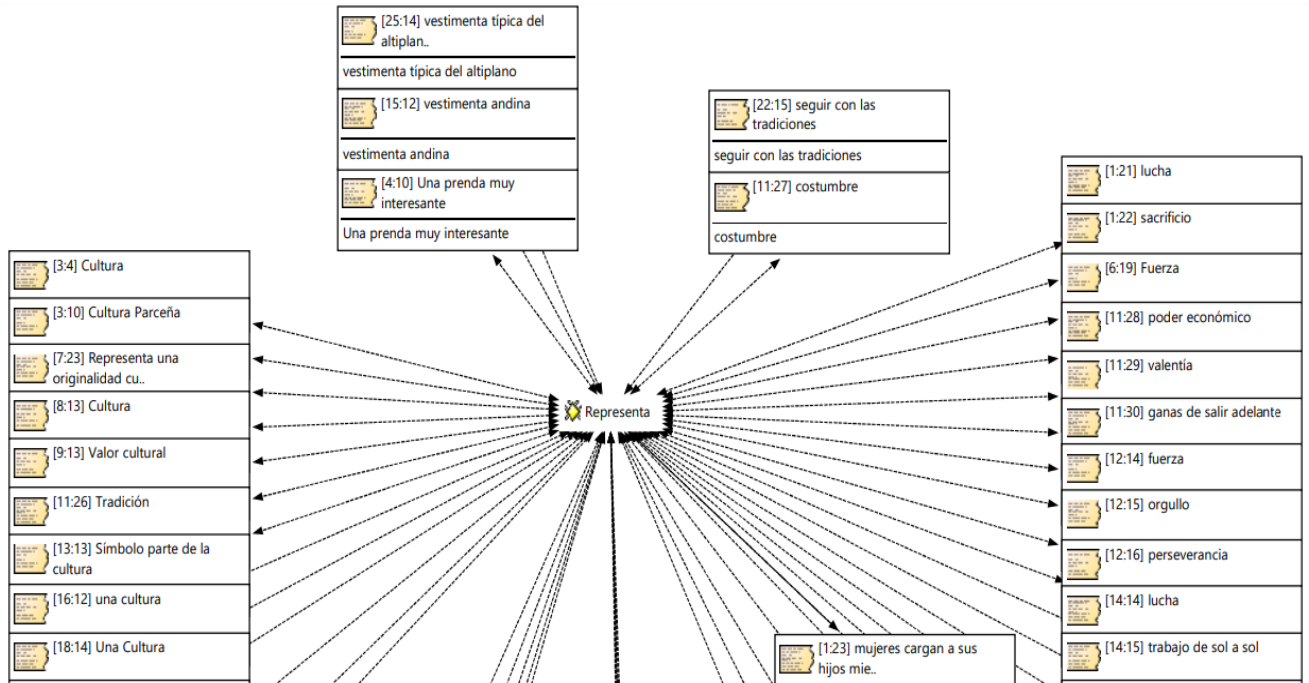 [25:14] vestimenta típica del
altiplan..
vestimenta típica del altiplano
[15:12] vestimenta andina
vestimenta andina
[4:10] Una prenda muy
interesante
Una prenda muy interesante
[22:15] seguir con las
tradiciones
seguir con las tradiciones
[11:27] costumbre
costumbre
[3:4] Cultura
[3:10] Cultura Parceña
[7:23] Representa una
originalidad cu..
[8:13] Cultura
[9:13] Valor cultural
[11:26] Tradición
[13:13] Símbolo parte de la
cultura
[16:12] una cultura
[18:14] Una Cultura
Representa
[1:21] lucha
[1:22] sacrificio
[6:19] Fuerza
[11:28] poder económico
[11:29] valentía
[11:30] ganas de salir adelante
[12:14] fuerza
[12:15] orgullo
[12:16] perseverancia
[14:14] lucha
[14:15] trabajo de sol a sol
[1:23] mujeres cargan a sus
hijos mie..